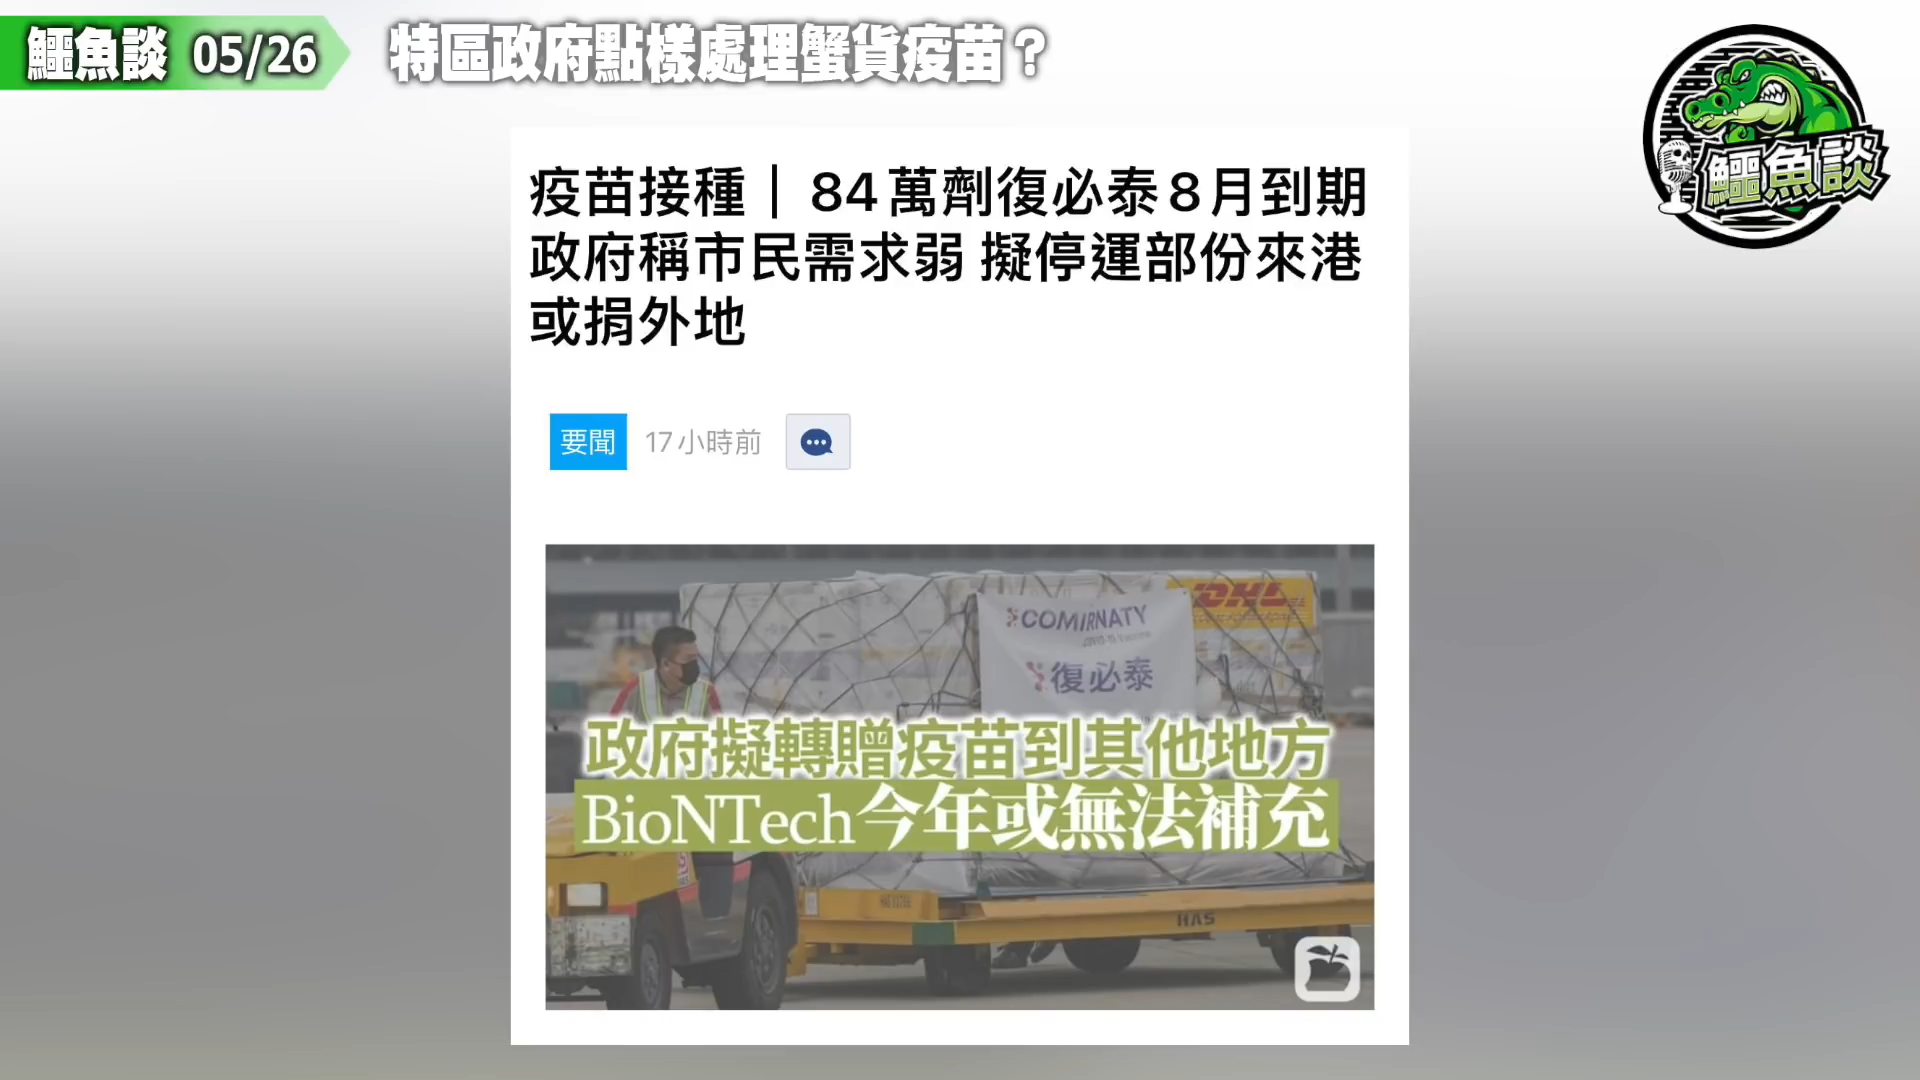 鱷魚談 05/26 特區政府點樣處理蟹貨疫苗？
鱷魚談
疫苗接種｜84萬劑復必泰8月到期
政府稱市民需求弱 擬停運部份來港
或捐外地
要聞 17小時前
DHL
COMIRNATY
COVID-19 Vaccine
復必泰
政府擬轉贈疫苗到其他地方
BioNTech今年或無法補充
HAS